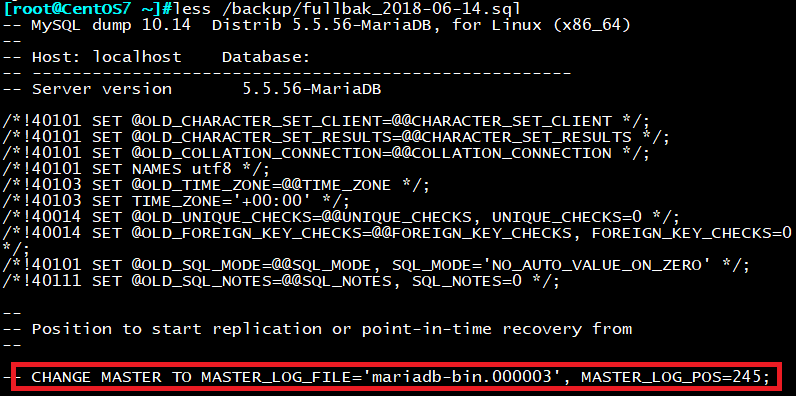 [root@CentOS7 ~]#less /backup/fullbak_2018-06-14.sql
-- MySQL dump 10.14  Distrib 5.5.56-MariaDB, for Linux (x86_64)
--
-- Host: localhost    Database:
-- ------------------------------------------------------
-- Server version       5.5.56-MariaDB
/*!40101 SET @OLD_CHARACTER_SET_CLIENT=@@CHARACTER_SET_CLIENT */;
/*!40101 SET @OLD_CHARACTER_SET_RESULTS=@@CHARACTER_SET_RESULTS */;
/*!40101 SET @OLD_COLLATION_CONNECTION=@@COLLATION_CONNECTION */;
/*!40101 SET NAMES utf8 */;
/*!40103 SET @OLD_TIME_ZONE=@@TIME_ZONE */;
/*!40103 SET TIME_ZONE='+00:00' */;
/*!40014 SET @OLD_UNIQUE_CHECKS=@@UNIQUE_CHECKS, UNIQUE_CHECKS=0 */;
/*!40014 SET @OLD_FOREIGN_KEY_CHECKS=@@FOREIGN_KEY_CHECKS, FOREIGN_KEY_CHECKS=0
*/;
/*!40101 SET @OLD_SQL_MODE=@@SQL_MODE, SQL_MODE='NO_AUTO_VALUE_ON_ZERO' */;
/*!40111 SET @OLD_SQL_NOTES=@@SQL_NOTES, SQL_NOTES=0 */;
--
-- Position to start replication or point-in-time recovery from
--
-- CHANGE MASTER TO MASTER_LOG_FILE='mariadb-bin.000003', MASTER_LOG_POS=245;